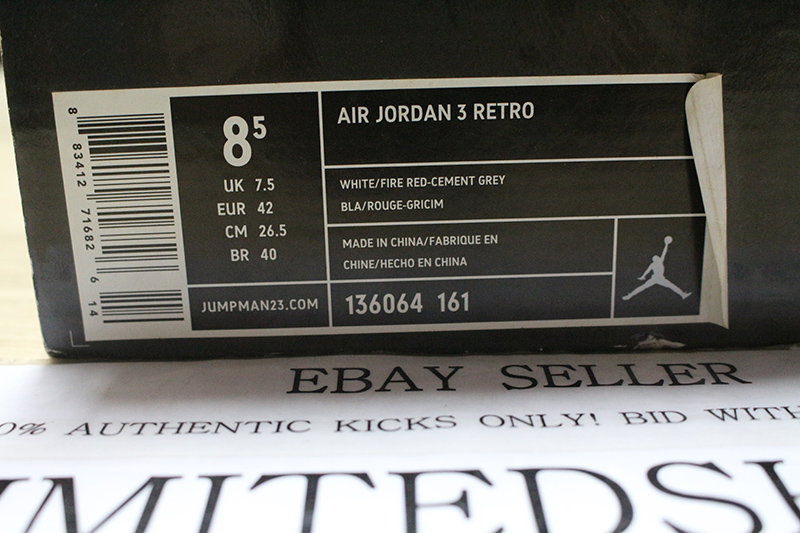 8 83412 71682 6 14
8⁵
UK 7.5
EUR 42
CM 26.5
BR 40
JUMPMAN23.COM
AIR JORDAN 3 RETRO
WHITE/FIRE RED-CEMENT GREY
BLA/ROUGE-GRICIM
MADE IN CHINA/FABRIQUE EN
CHINE/HECHO EN CHINA
136064 161
EBAY SELLER
0% AUTHENTIC KICKS ONLY! BID WITH
IMITEDSH